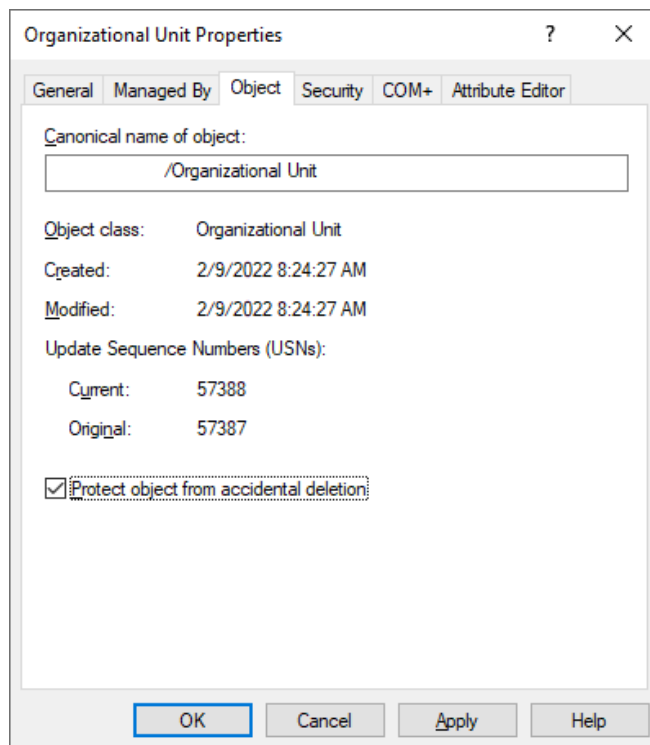 Organizational Unit Properties ?
General Managed By Object Security COM+ Attribute Editor
Canonical name of object:
/Organizational Unit
Object class: Organizational Unit
Created: 2/9/2022 8:24:27 AM
Modified: 2/9/2022 8:24:27 AM
Update Sequence Numbers (USNs):
Current: 57388
Original: 57387
Protect object from accidental deletion
OK Cancel Apply Help